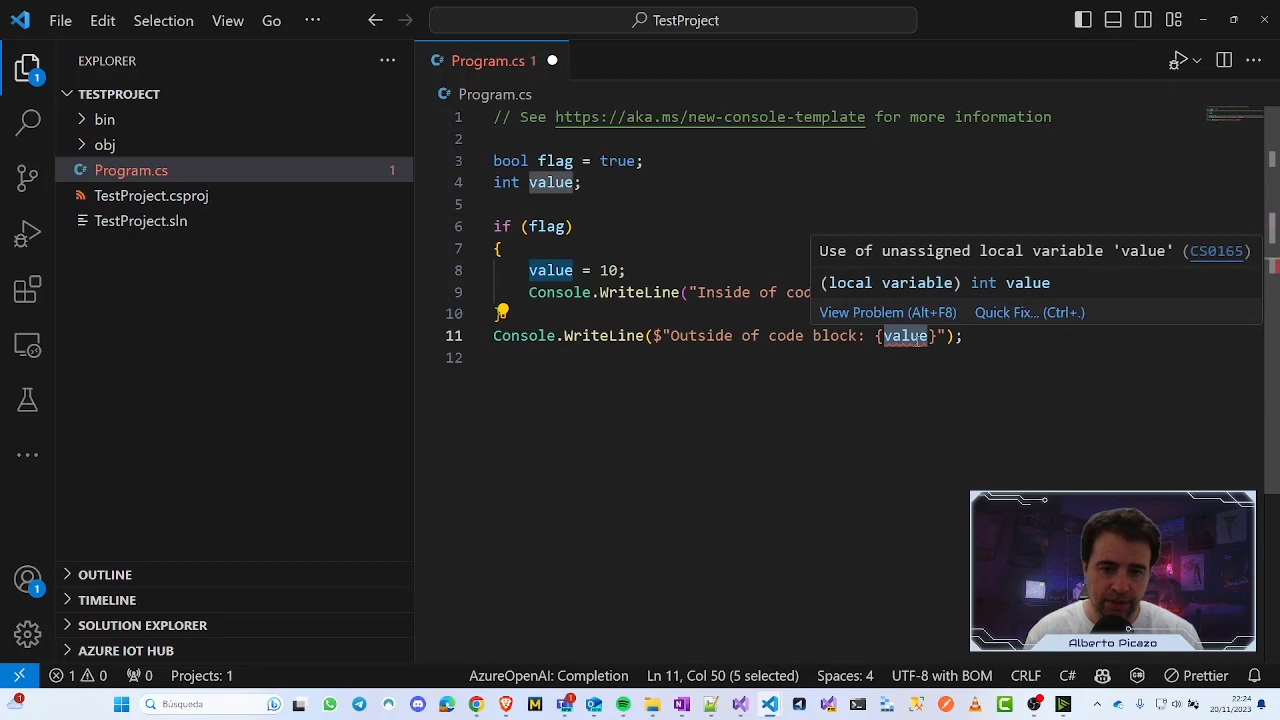 File Edit Selection View Go ··· TestProject
EXPLORER ···
Program.cs 1
TESTPROJECT
Program.cs
bin
obj
Program.cs 1
TestProject.csproj
TestProject.sln
1 // See https://aka.ms/new-console-template for more information
2
3 bool flag = true;
4 int value;
5
6 if (flag)
7 {
8 value = 10;
9 Console.WriteLine("Inside of cod
10 }
11 Console.WriteLine($"Outside of code block: {value}");
12
Use of unassigned local variable 'value' (CS0165)
(local variable) int value
View Problem (Alt+F8) Quick Fix... (Ctrl+.)
1
1
OUTLINE
TIMELINE
SOLUTION EXPLORER
AZURE IOT HUB
Alberto Picazo
1 0 0 Projects: 1 AzureOpenAI: Completion Ln 11, Col 50 (5 selected) Spaces: 4 UTF-8 with BOM CRLF C# Prettier
Búsqueda 22:24
20/11/2023